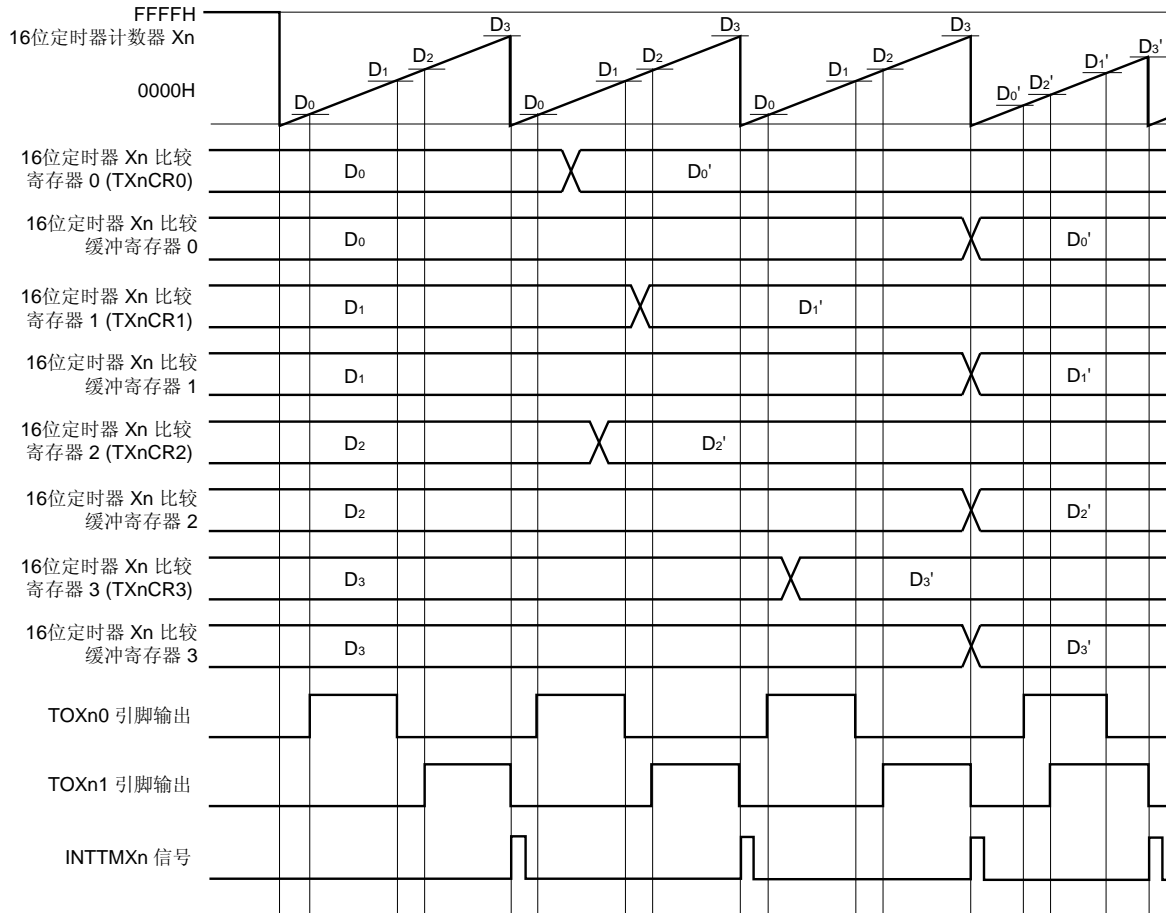 FFFFH
16位定时器计数器 Xn
0000H
D0 D1 D2 D3 D0 D1 D2 D3 D0 D1 D2 D3 D0' D2' D1' D3'
16位定时器 Xn 比较
寄存器 0 (TXnCR0)
D0 D0'
16位定时器 Xn 比较
缓冲寄存器 0
D0 D0'
16位定时器 Xn 比较
寄存器 1 (TXnCR1)
D1 D1'
16位定时器 Xn 比较
缓冲寄存器 1
D1 D1'
16位定时器 Xn 比较
寄存器 2 (TXnCR2)
D2 D2'
16位定时器 Xn 比较
缓冲寄存器 2
D2 D2'
16位定时器 Xn 比较
寄存器 3 (TXnCR3)
D3 D3'
16位定时器 Xn 比较
缓冲寄存器 3
D3 D3'
TOXn0 引脚输出
TOXn1 引脚输出
INTTMXn 信号